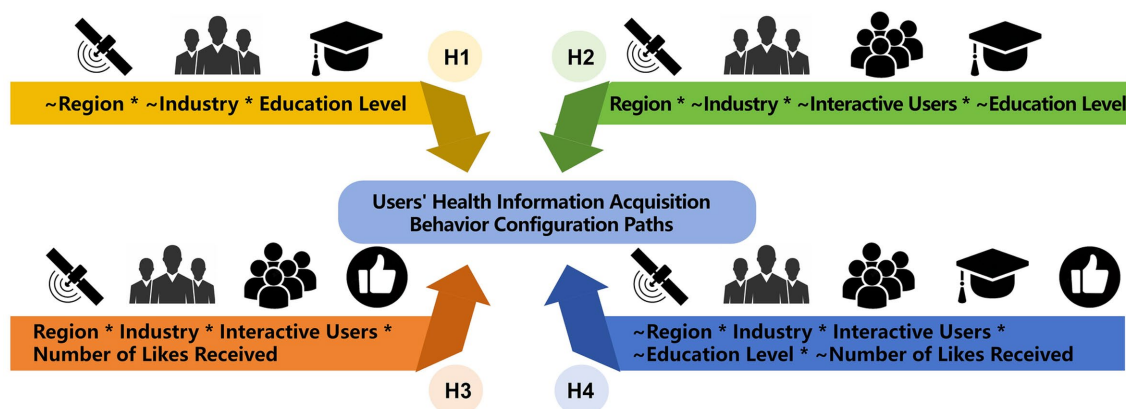 H1
H2
~Region * ~Industry * Education Level
Region * ~Industry * ~Interactive Users * ~Education Level
Users' Health Information Acquisition
Behavior Configuration Paths
Region * Industry * Interactive Users *
Number of Likes Received
~Region * Industry * Interactive Users *
~Education Level * ~Number of Likes Received
H3
H4